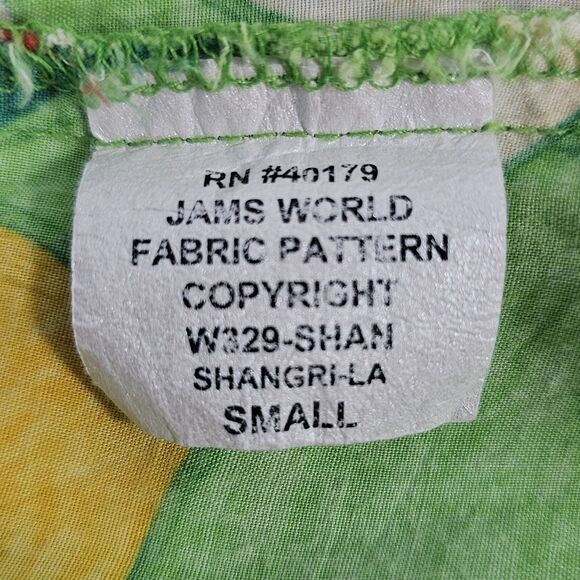 RN #40179
JAMS WORLD
FABRIC PATTERN
COPYRIGHT
W329-SHAN
SHANGRI-LA
SMALL